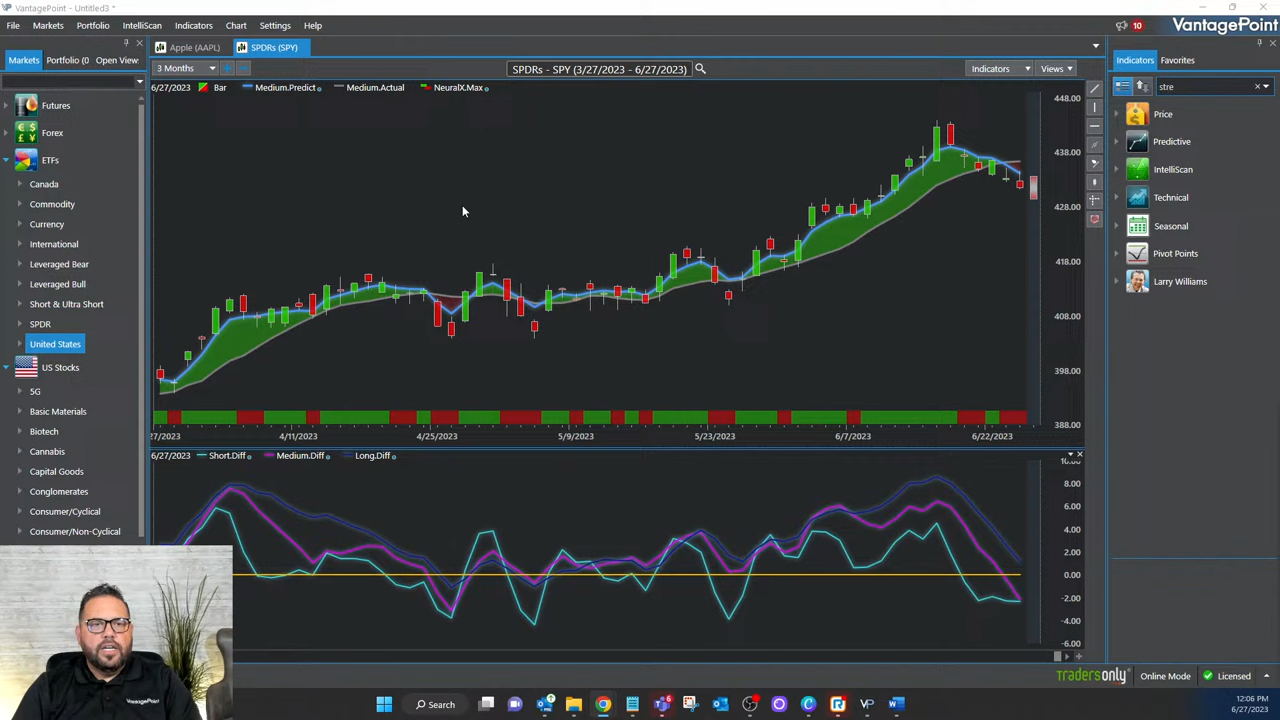 VantagePoint - Untitled3 *
File Markets Portfolio IntelliScan Indicators Chart Settings Help
10 VantagePoint
Markets Portfolio (0 Open View:
Futures
Forex
ETFs
Canada
Commodity
Currency
International
Leveraged Bear
Leveraged Bull
Short & Ultra Short
SPDR
United States
US Stocks
5G
Basic Materials
Biotech
Cannabis
Capital Goods
Conglomerates
Consumer/Cyclical
Consumer/Non-Cyclical
Apple (AAPL) SPDRs (SPY)
3 Months SPDRs - SPY (3/27/2023 - 6/27/2023) Indicators Views
6/27/2023 Bar Medium.Predict Medium.Actual NeuralX.Max
448.00
438.00
428.00
418.00
408.00
398.00
388.00
27/2023 4/11/2023 4/25/2023 5/9/2023 5/23/2023 6/7/2023 6/22/2023
6/27/2023 Short.Diff Medium.Diff Long.Diff
10.00
8.00
6.00
4.00
2.00
0.00
-2.00
-4.00
-6.00
Indicators Favorites
stre
Price
Predictive
IntelliScan
Technical
Seasonal
Pivot Points
Larry Williams
VantagePoint
tradersonly Online Mode Licensed
Search
VP
12:06 PM
6/27/2023